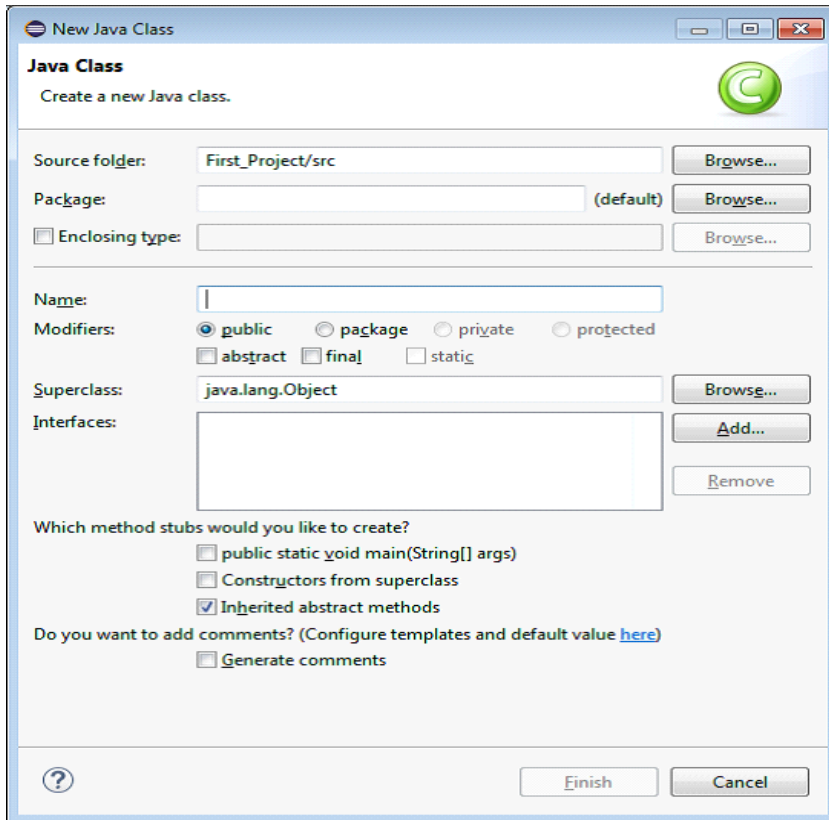 New Java Class
Java Class
Create a new Java class.
Source folder: First_Project/src Browse...
Package: (default) Browse...
Enclosing type: Browse...
Name:
Modifiers: public package private protected
abstract final static
Superclass: java.lang.Object Browse...
Interfaces: Add...
Remove
Which method stubs would you like to create?
public static void main(String[] args)
Constructors from superclass
Inherited abstract methods
Do you want to add comments? (Configure templates and default value here)
Generate comments
? Finish Cancel